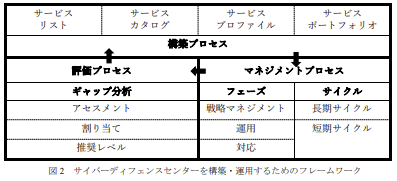 サービス サービス サービス サービス
リスト カタログ プロファイル ポートフォリオ
構築プロセス
評価プロセス マネジメントプロセス
ギャップ分析 フェーズ サイクル
アセスメント 戦略マネジメント 長期サイクル
割り当て 運用 短期サイクル
推奨レベル 対応
図2 サイバーディフェンスセンターを構築・運用するためのフレームワーク